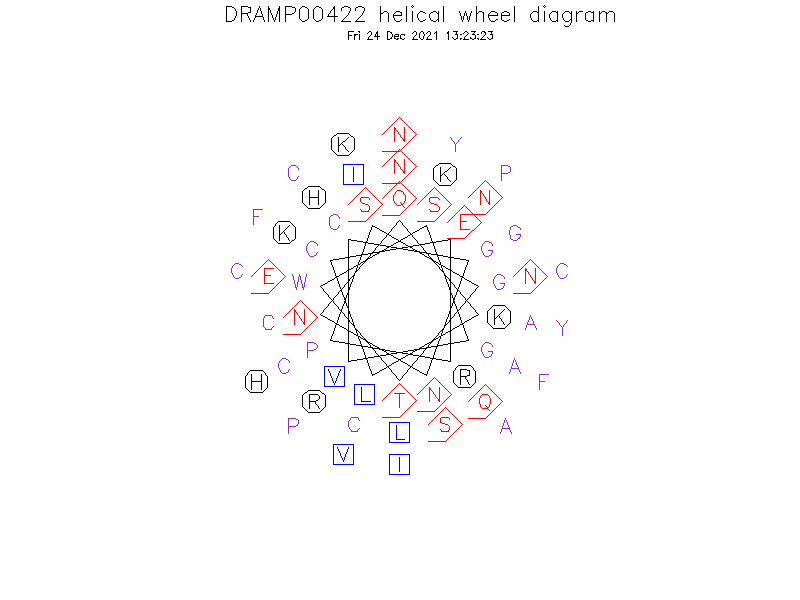 DRAMP00422 helical wheel diagram
Fri 24 Dec 2021 13:23:23
N
K Y
N
C I K P
H Q N
S S
F C E G
K
C G
C E W G N C
C N K A Y
P G
C V R A F
H L N
R T Q
P C L S A
V I